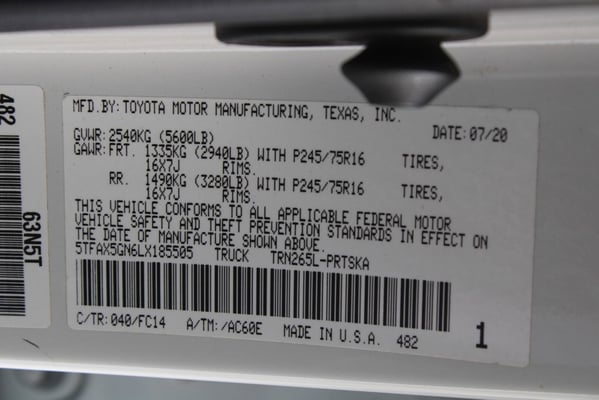 482
63N5T
MFD.BY:TOYOTA MOTOR MANUFACTURING, TEXAS, INC.
GVWR:2540KG (5600LB) DATE:07/20
GAWR:FRT. 1335KG (2940LB) WITH P245/75R16 TIRES,
16X7J RIMS.
RR. 1490KG (3280LB) WITH P245/75R16 TIRES,
16X7J RIMS.
THIS VEHICLE CONFORMS TO ALL APPLICABLE FEDERAL MOTOR
VEHICLE SAFETY AND THEFT PREVENTION STANDARDS IN EFFECT ON
THE DATE OF MANUFACTURE SHOWN ABOVE.
5TFAX5GN6LX185505 TRUCK TRN265L-PRTSKA
C/TR:040/FC14 A/TM:/AC60E MADE IN U.S.A. 482 1